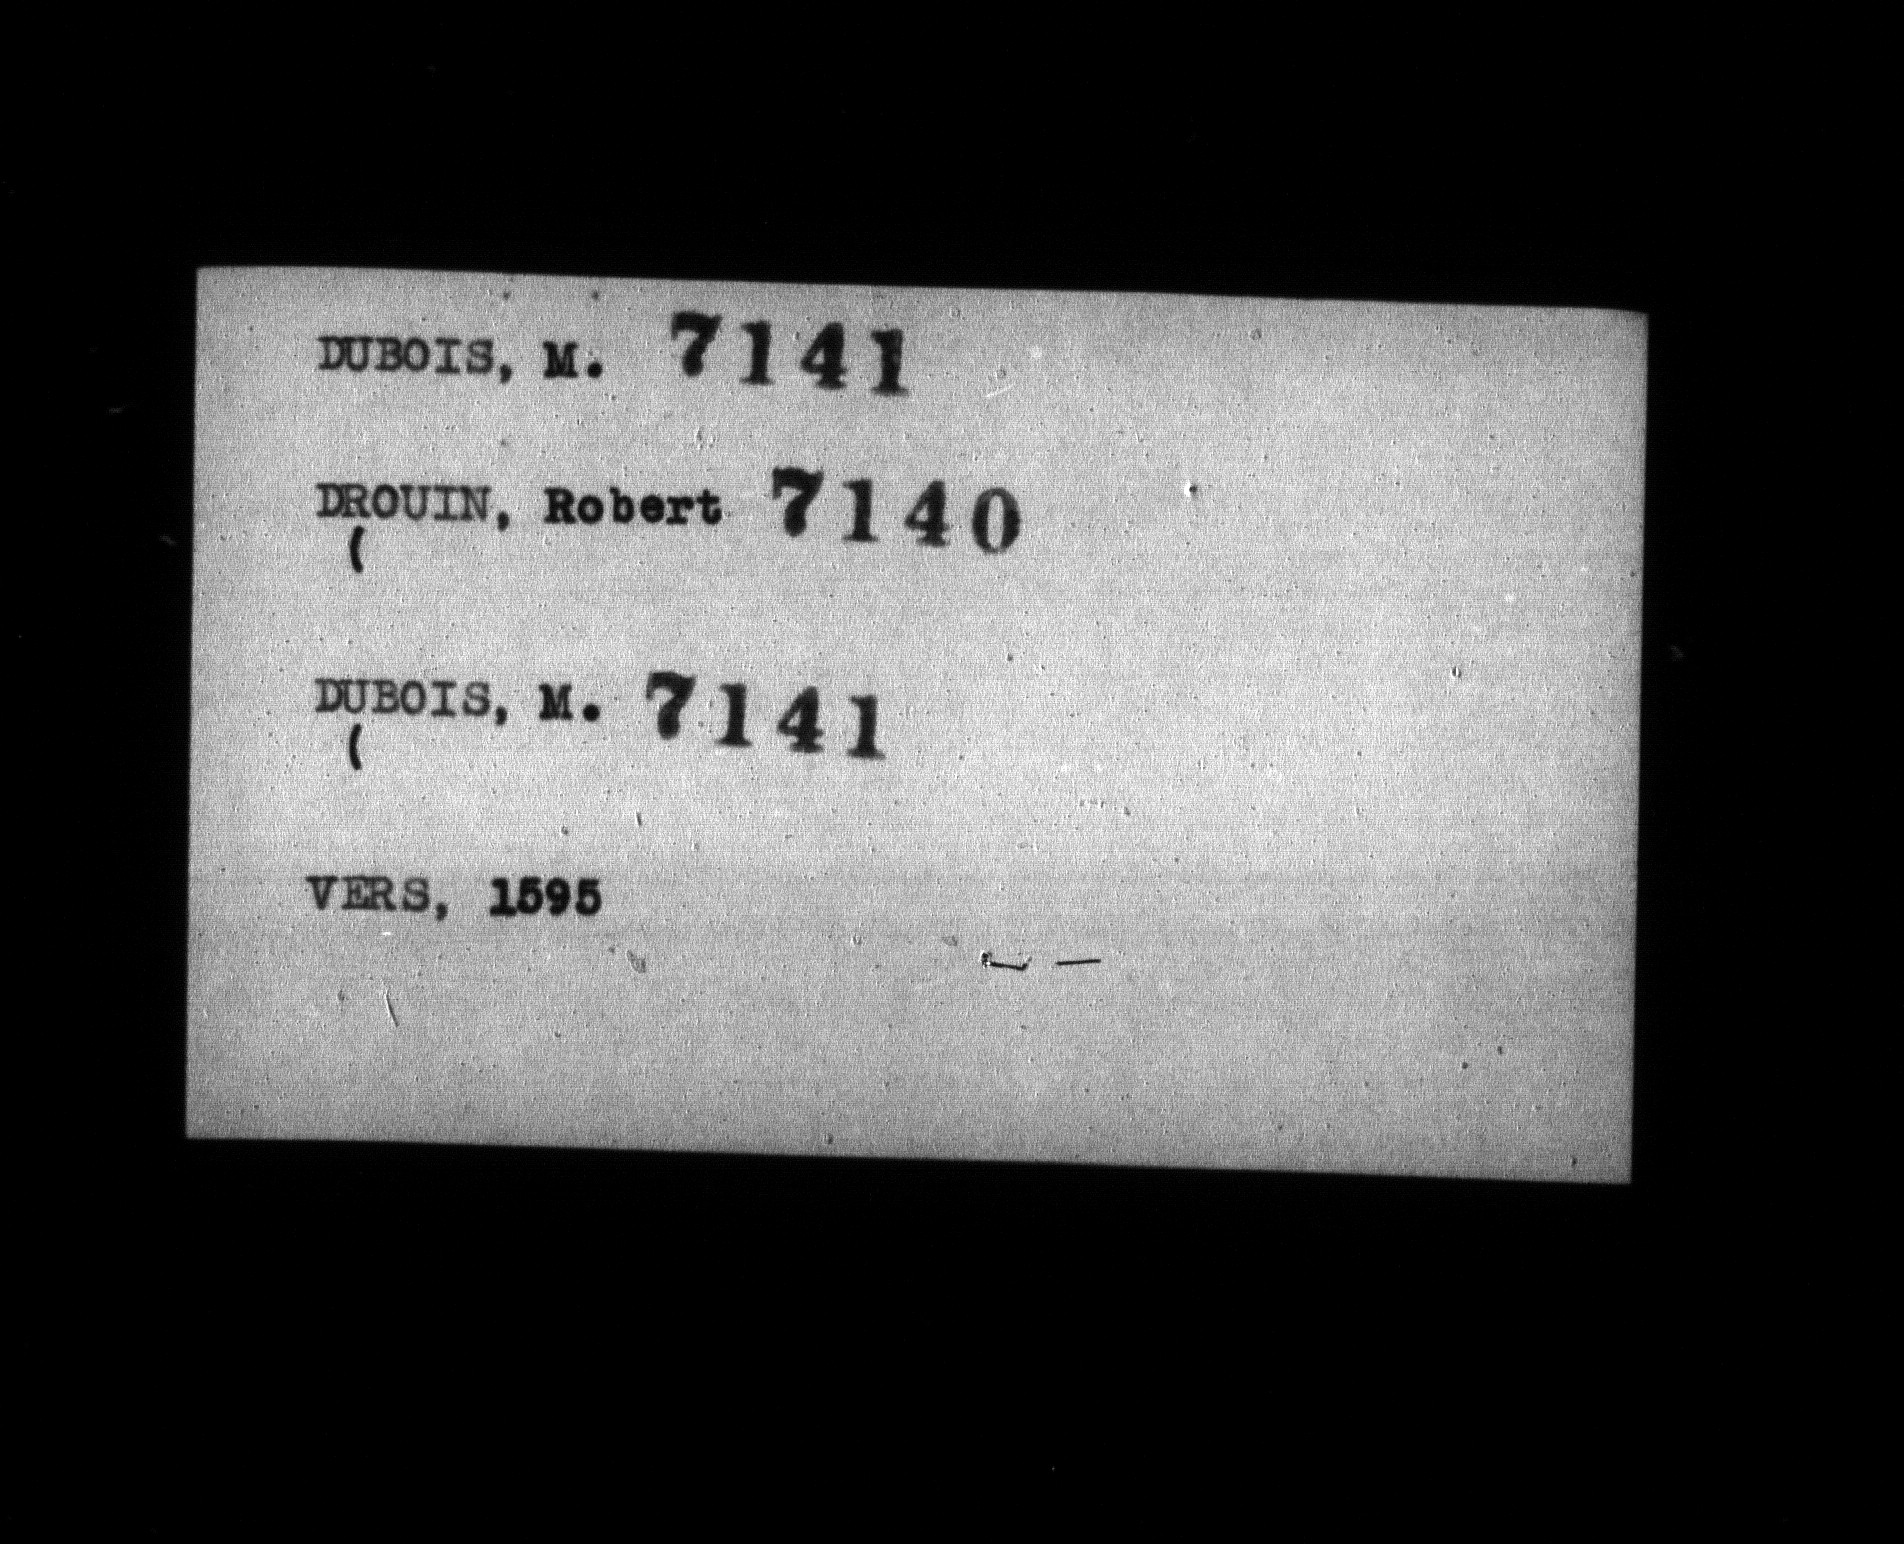 DUBOIS, M. 7141
DROUIN, Robert 7140
(
DUBOIS, M. 7141
(
VERS, 1595